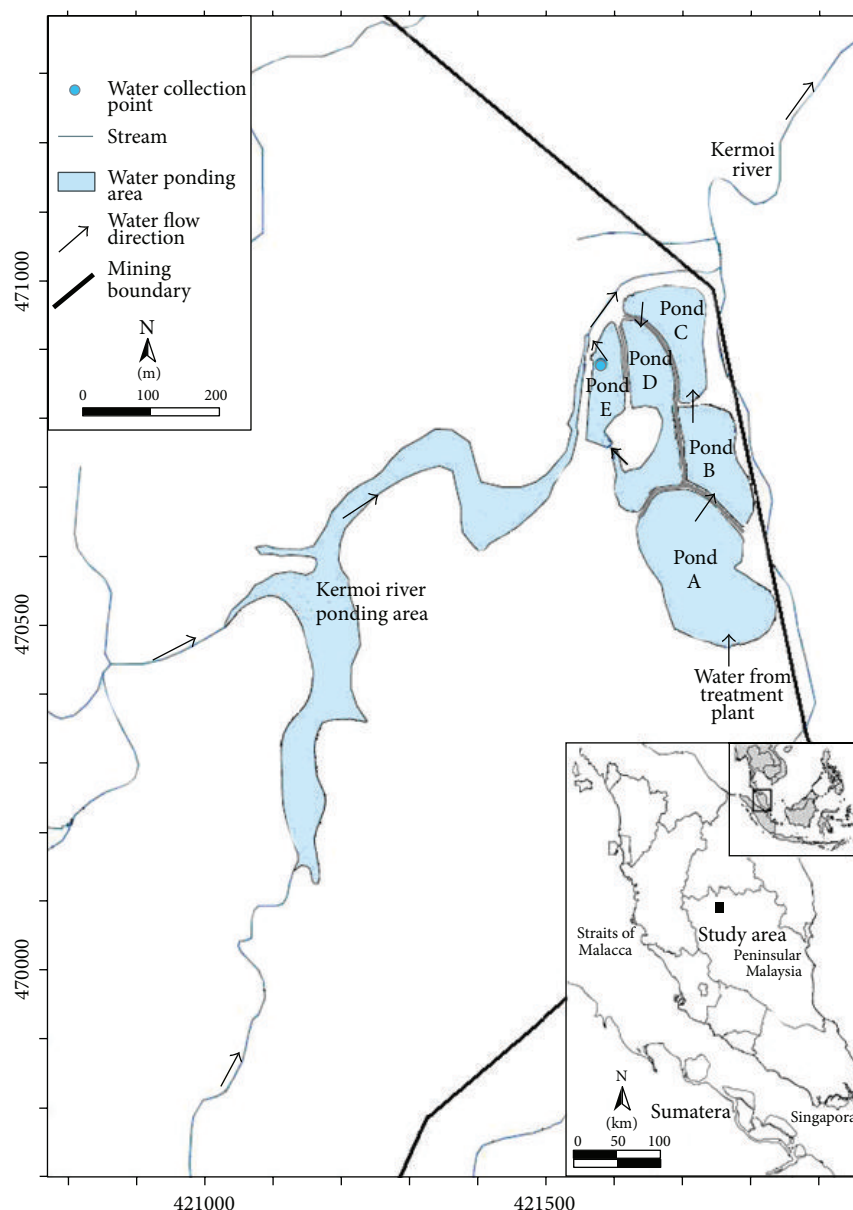 Water collection
point
Stream
Water ponding
area
Water flow
direction
Mining
boundary
N
(m)
0 100 200
Kermoi
river
Pond
C
Pond
D
Pond
E
Pond
B
Pond
A
Kermoi river
ponding area
Water from
treatment
plant
471000
470500
470000
421000
421500
Straits of
Malacca
Study area
Peninsular
Malaysia
N
(km)
0 50 100
Sumatera
Singapora